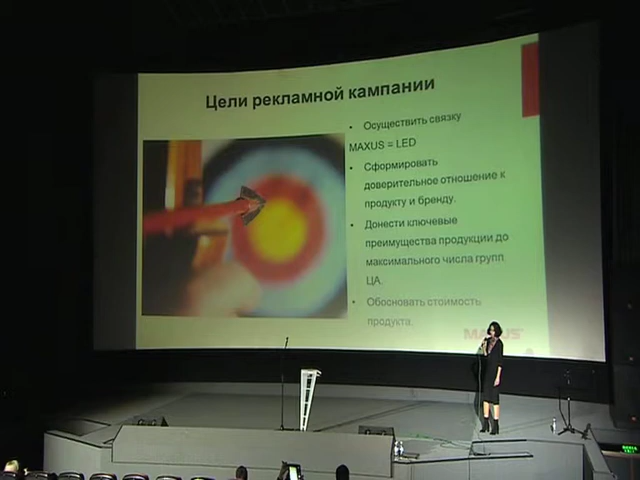 Цели рекламной кампании
• Осуществить связку
MAXUS = LED
• Сформировать
доверительное отношение к
продукту и бренду.
• Донести ключевые
преимущества продукции до
максимального числа групп
ЦА.
• Обосновать стоимость
продукта.
MAXUS